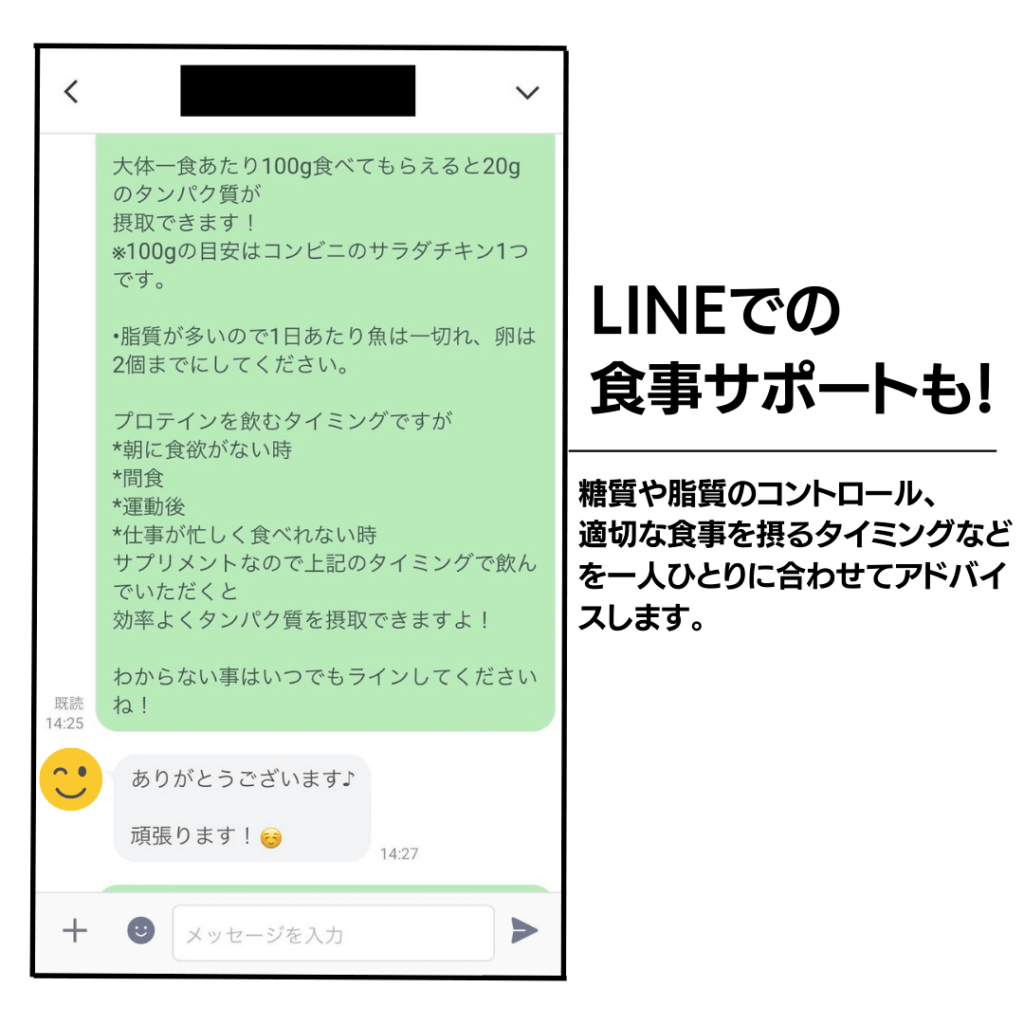 大体一食あたり100g食べてもらえると20g
のタンパク質が
摂取できます！
※100gの目安はコンビニのサラダチキン1つ
です。
•脂質が多いので1日あたり魚は一切れ、卵は
2個までにしてください。
プロテインを飲むタイミングですが
*朝に食欲がない時
*間食
*運動後
*仕事が忙しく食べれない時
サプリメントなので上記のタイミングで飲ん
でいただくと
効率よくタンパク質を摂取できますよ！
わからない事はいつでもラインしてください
ね！
既読
14:25
ありがとうございます♪
頑張ります！☺️
14:27
メッセージを入力
LINEでの
食事サポートも!
糖質や脂質のコントロール、
適切な食事を摂るタイミングなど
を一人ひとりに合わせてアドバイ
スします。